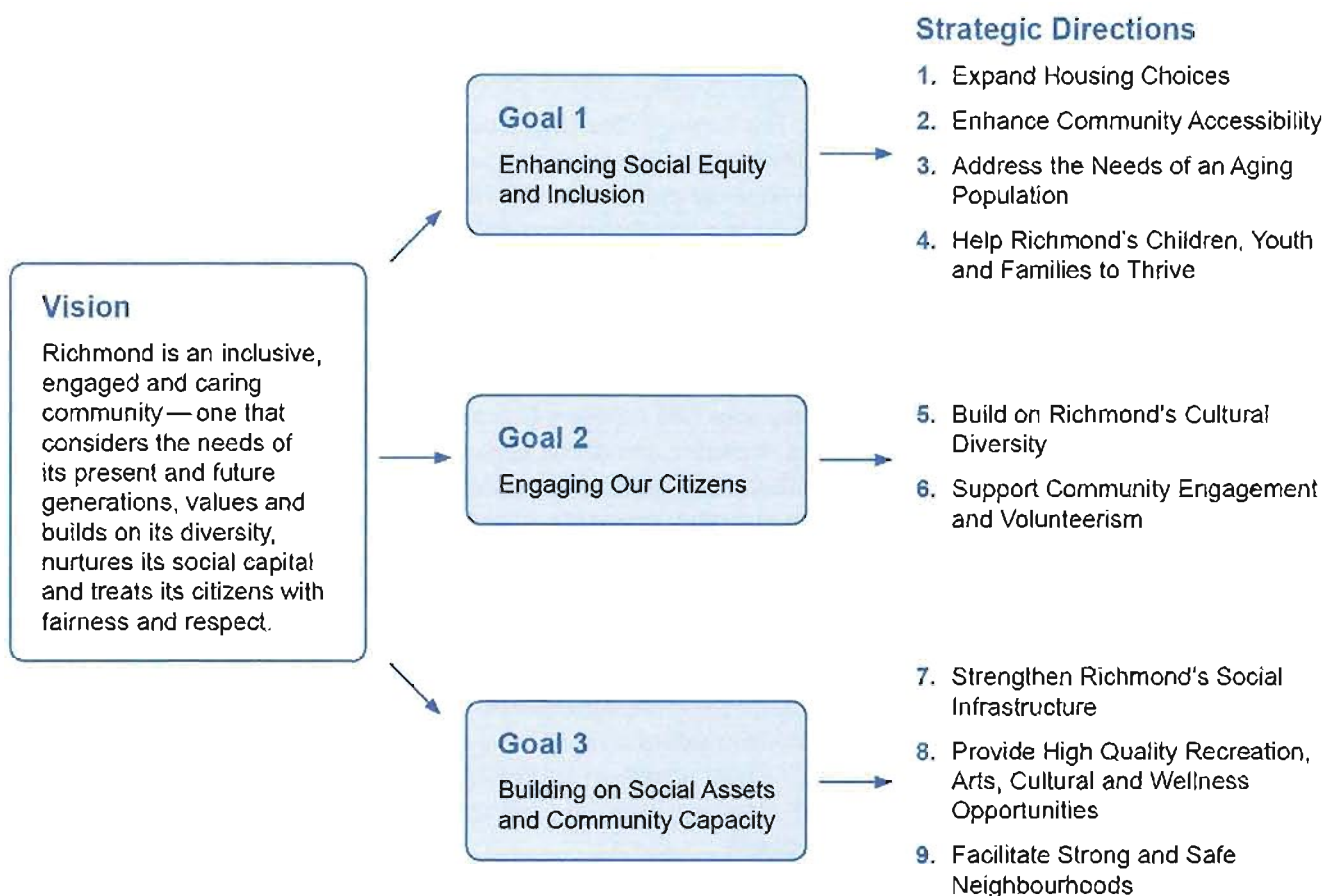 Vision
Richmond is an inclusive,
engaged and caring
community — one that
considers the needs of
its present and future
generations, values and
builds on its diversity,
nurtures its social capital
and treats its citizens with
fairness and respect.
Goal 1
Enhancing Social Equity
and Inclusion
Goal 2
Engaging Our Citizens
Goal 3
Building on Social Assets
and Community Capacity
Strategic Directions
1. Expand Housing Choices
2. Enhance Community Accessibility
3. Address the Needs of an Aging
Population
4. Help Richmond's Children, Youth
and Families to Thrive
5. Build on Richmond's Cultural
Diversity
6. Support Community Engagement
and Volunteerism
7. Strengthen Richmond's Social
Infrastructure
8. Provide High Quality Recreation,
Arts, Cultural and Wellness
Opportunities
9. Facilitate Strong and Safe
Neighbourhoods